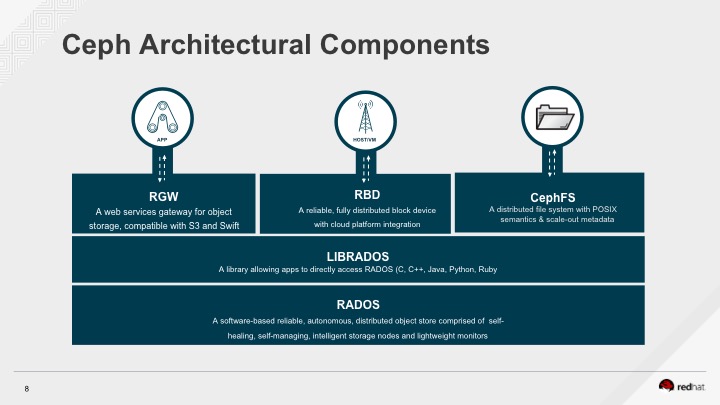 Ceph Architectural Components
APP
HOST/VM
RGW
A web services gateway for object
storage, compatible with S3 and Swift
RBD
A reliable, fully distributed block device
with cloud platform integration
CephFS
A distributed file system with POSIX
semantics & scale-out metadata
LIBRADOS
A library allowing apps to directly access RADOS (C, C++, Java, Python, Ruby
RADOS
A software-based reliable, autonomous, distributed object store comprised of self-
healing, self-managing, intelligent storage nodes and lightweight monitors
8
redhat.